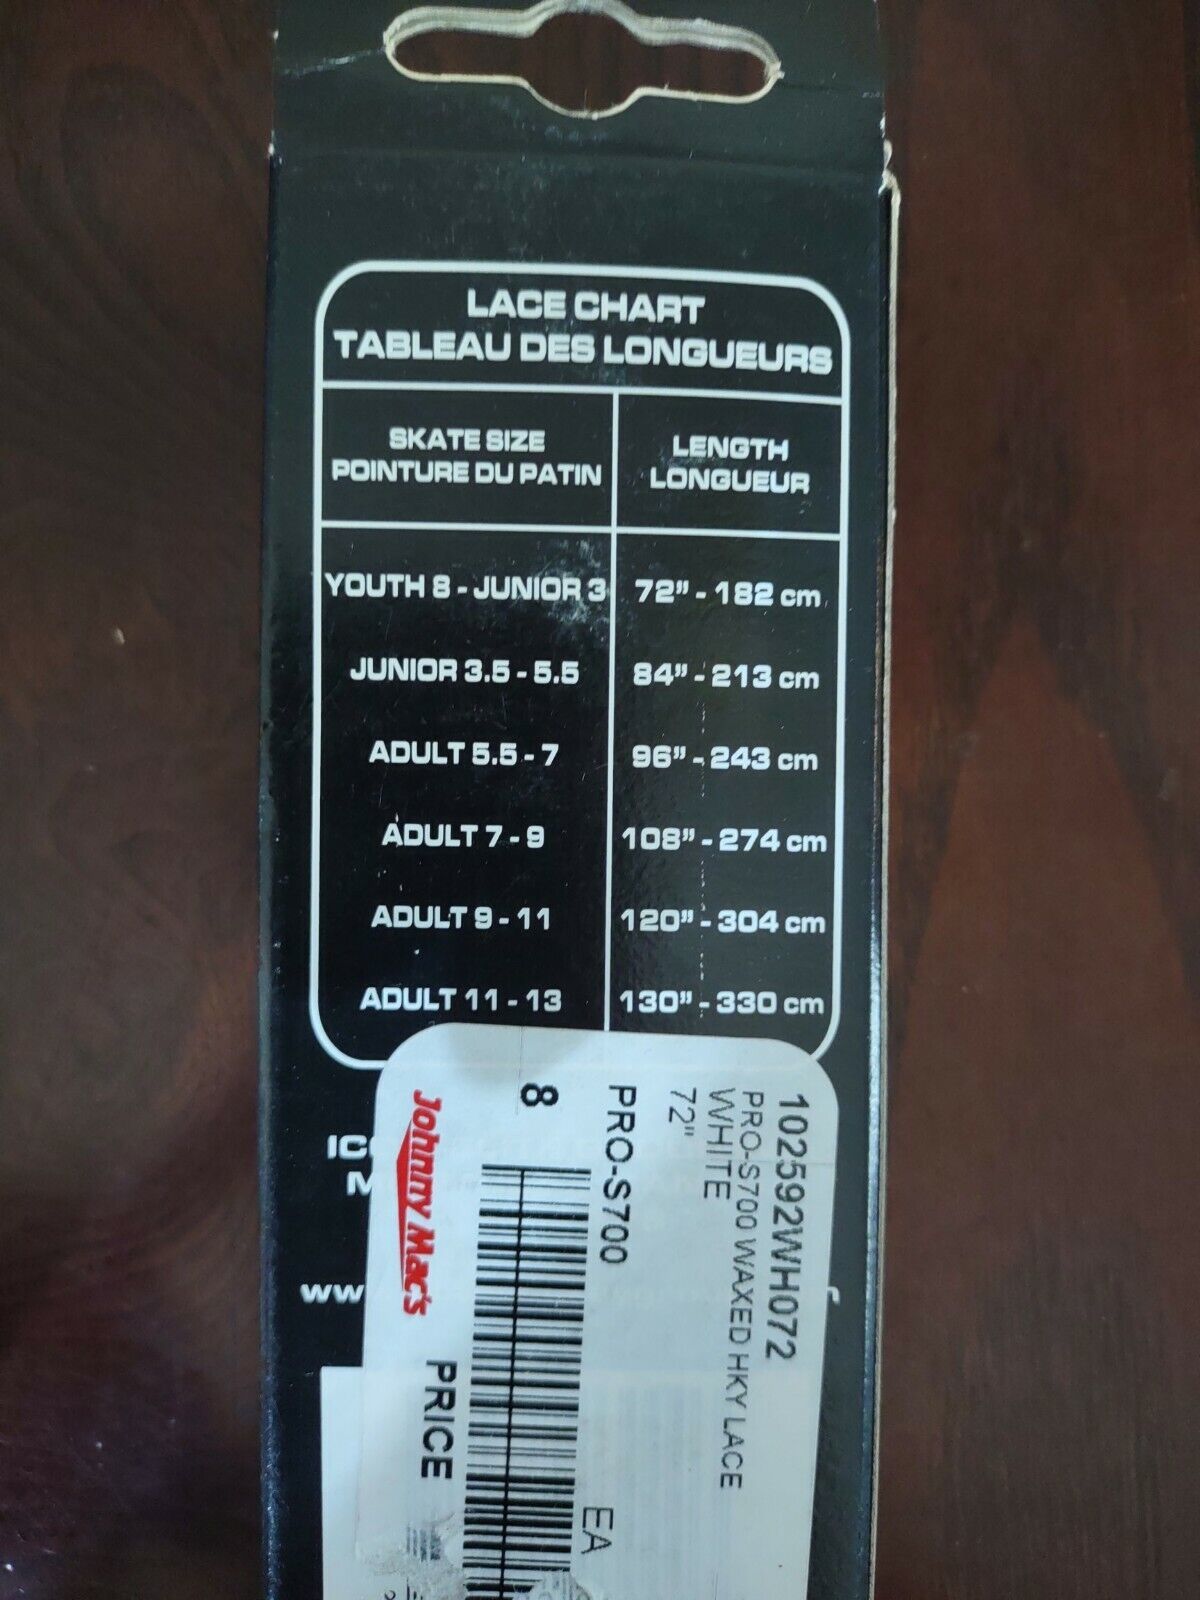 LACE CHART
TABLEAU DES LONGUEURS
SKATE SIZE
POINTURE DU PATIN
LENGTH
LONGUEUR
YOUTH 8 - JUNIOR 3 72" - 182 cm
JUNIOR 3.5 - 5.5 84" - 213 cm
ADULT 5.5 - 7 96" - 243 cm
ADULT 7 - 9 108" - 274 cm
ADULT 9 - 11 120" - 304 cm
ADULT 11 - 13 130" - 330 cm
102592WH072
PRO-S700 WAXED HKY LACE
WHITE
72"
PRO-S700
EA
8
Johnny Mac's
PRICE